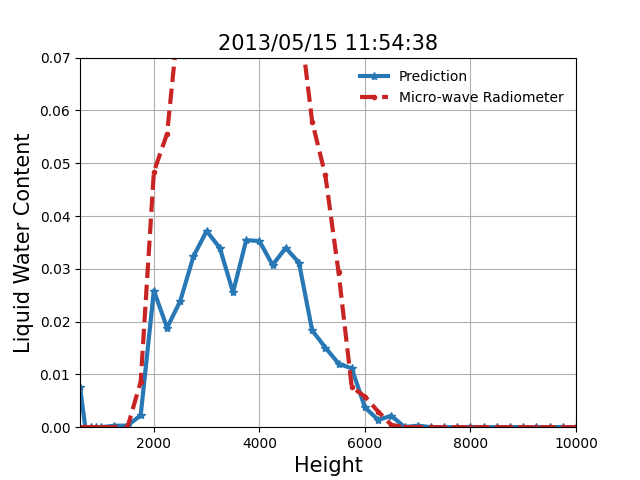 2013/05/15 11:54:38
0.07
0.06
0.05
0.04
0.03
0.02
0.01
0.00
Liquid Water Content
Prediction
Micro-wave Radiometer
2000 4000 6000 8000 10000
Height